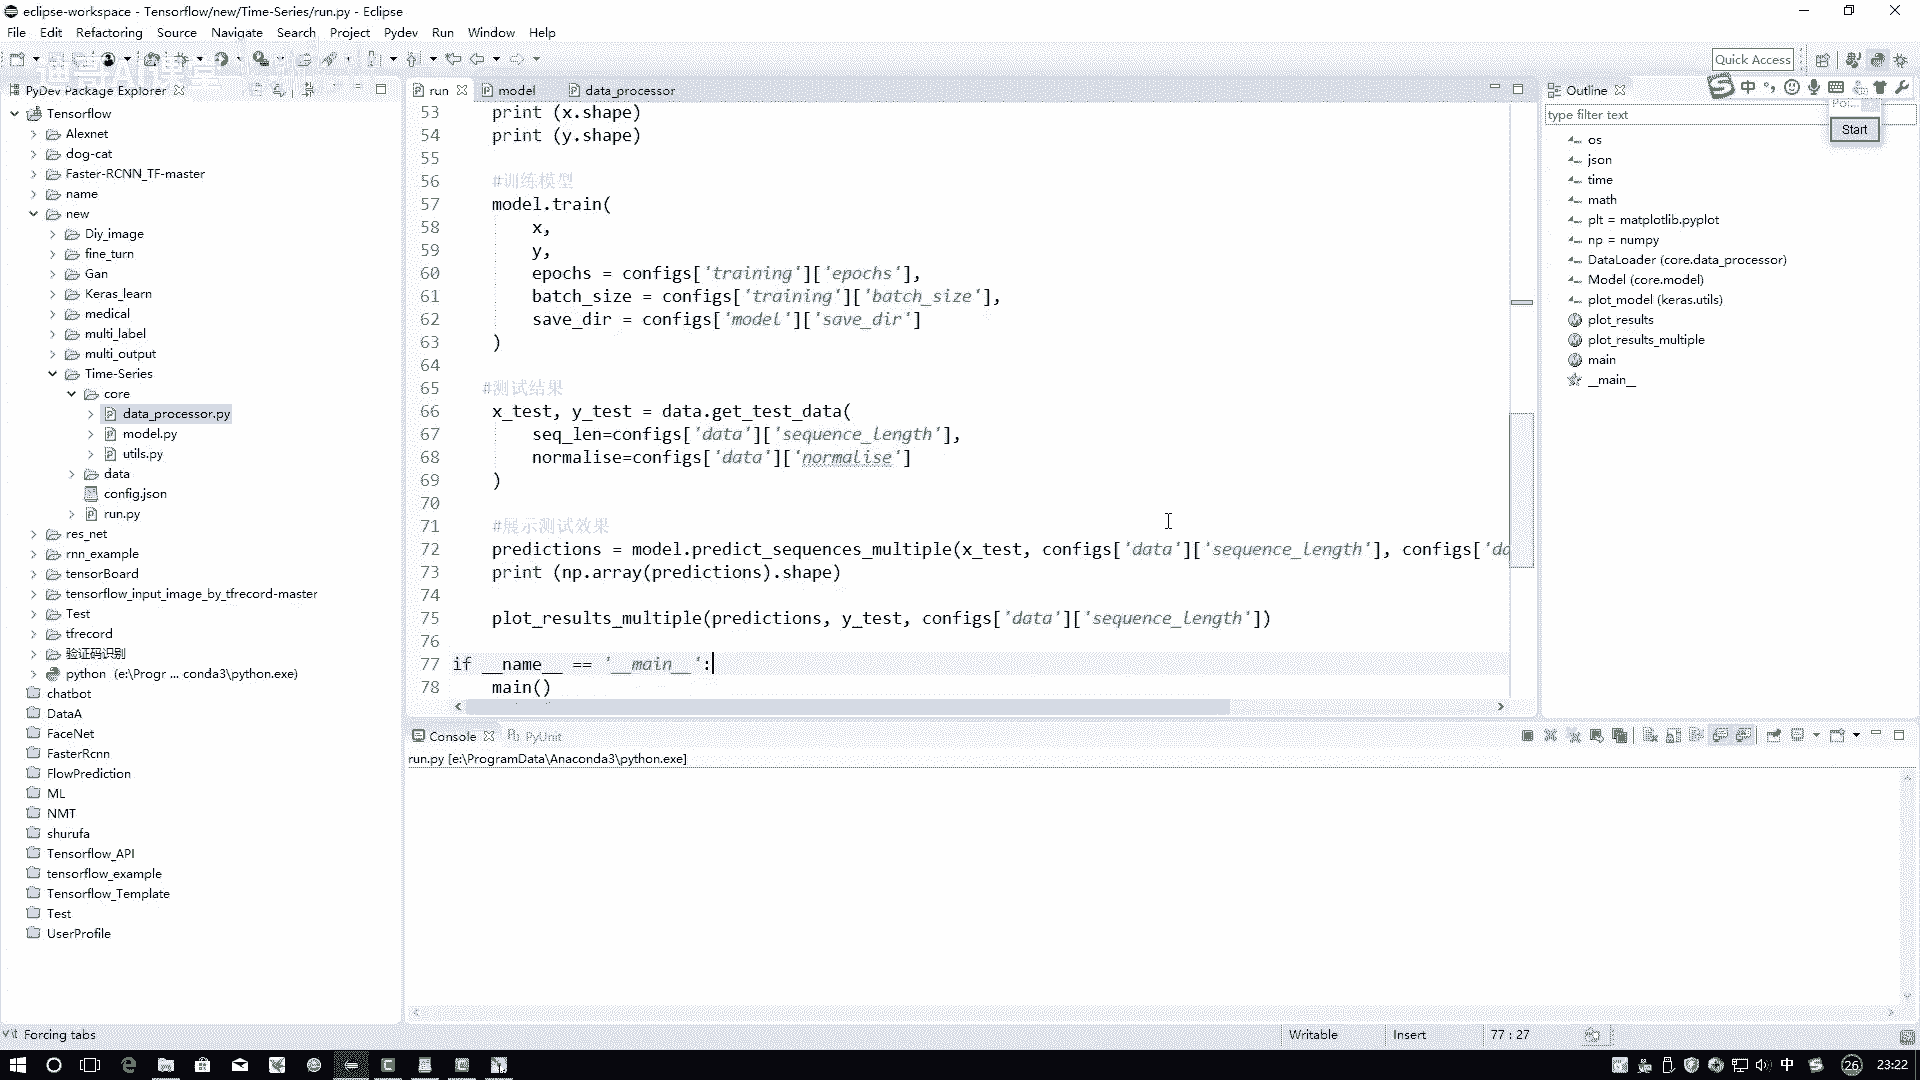 eclipse-workspace - Tensorflow/new/Time-Series/run.py - Eclipse
File Edit Refactoring Source Navigate Search Project Pydev Run Window Help
迪哥AI课堂
Quick Access
PyDev Package Explorer
Tensorflow
Alexnet
dog-cat
Faster-RCNN_TF-master
name
new
Diy_image
fine_turn
Gan
Keras_learn
medical
multi_label
multi_output
Time-Series
core
data_processor.py
model.py
utils.py
data
config.json
run.py
res_net
rnn_example
tensorBoard
tensorflow_input_image_by_tfrecord-master
Test
tfrecord
验证码识别
python (e:\Progr ... conda3\python.exe)
chatbot
DataA
FaceNet
FasterRcnn
FlowPrediction
ML
NMT
shurufa
Tensorflow_API
tensorflow_example
Tensorflow_Template
Test
UserProfile
run model data_processor
53 print (x.shape)
54 print (y.shape)
55
56 #训练模型
57 model.train(
58 x,
59 y,
60 epochs = configs['training']['epochs'],
61 batch_size = configs['training']['batch_size'],
62 save_dir = configs['model']['save_dir']
63 )
64
65 #测试结果
66 x_test, y_test = data.get_test_data(
67 seq_len=configs['data']['sequence_length'],
68 normalise=configs['data']['normalise']
69 )
70
71 #展示测试效果
72 predictions = model.predict_sequences_multiple(x_test, configs['data']['sequence_length'], configs['da
73 print (np.array(predictions).shape)
74
75 plot_results_multiple(predictions, y_test, configs['data']['sequence_length'])
76
77 if __name__ == '__main__':
78 main()
Outline
中
type filter text
Start
os
json
time
math
plt = matplotlib.pyplot
np = numpy
DataLoader (core.data_processor)
Model (core.model)
plot_model (keras.utils)
plot_results
plot_results_multiple
main
__main__
Console PyUnit
run.py [e:\ProgramData\Anaconda3\python.exe]
Forcing tabs
Writable Insert 77 : 27
中 26 23:22